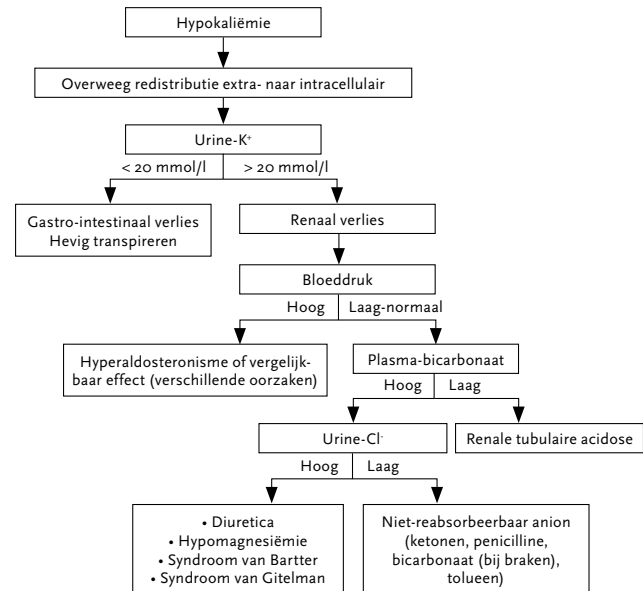 Hypokaliëmie
Overweeg redistributie extra- naar intracellulair
Urine-K⁺
< 20 mmol/l > 20 mmol/l
Gastro-intestinaal verlies
Hevig transpireren
Renaal verlies
Bloeddruk
Hoog Laag-normaal
Hyperaldosteronisme of vergelijk-
baar effect (verschillende oorzaken)
Plasma-bicarbonaat
Hoog Laag
Urine-Cl⁻
Renale tubulaire acidose
Hoog Laag
• Diuretica
• Hypomagnesiëmie
• Syndroom van Bartter
• Syndroom van Gitelman
Niet-reabsorbeerbaar anion
(ketonen, penicilline,
bicarbonaat (bij braken),
tolueen)